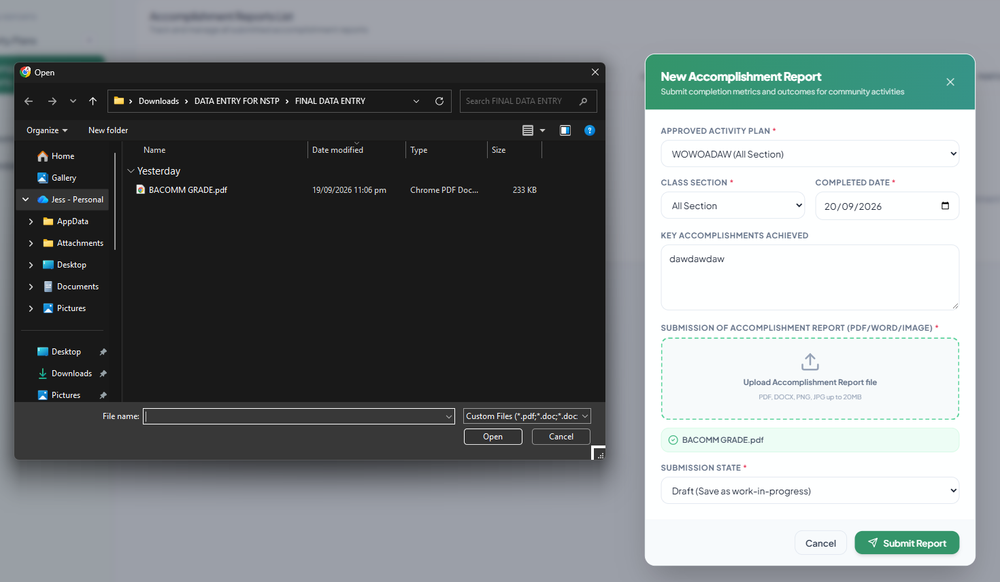 Accomplishment Reports List
Open
Downloads
DATA ENTRY FOR NSTP
FINAL DATA ENTRY
Search FINAL DATA ENTRY
Organize
New folder
Name
Date modified
Type
Size
Home
Gallery
Jess - Personal
AppData
Attachments
Desktop
Documents
Pictures
Desktop
Downloads
Pictures
Yesterday
BACOMM GRADE.pdf
19/09/2026 11:06 pm
Chrome PDF Doc...
233 KB
File name:
Custom Files (*.pdf;*.doc;*.doc:
Open
Cancel
New Accomplishment Report
Submit completion metrics and outcomes for community activities
APPROVED ACTIVITY PLAN *
WOWOADAW (All Section)
CLASS SECTION *
COMPLETED DATE *
All Section
20/09/2026
KEY ACCOMPLISHMENTS ACHIEVED
dawdawdaw
SUBMISSION OF ACCOMPLISHMENT REPORT (PDF/WORD/IMAGE) *
Upload Accomplishment Report file
PDF, DOCX, PNG, JPG up to 20MB
BACOMM GRADE.pdf
SUBMISSION STATE *
Draft (Save as work-in-progress)
Cancel
Submit Report